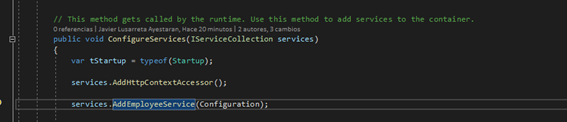 // This method gets called by the runtime. Use this method to add services to the container.
0 referencias | Javier Lusarreta Ayestaran, Hace 20 minutos | 2 autores, 3 cambios
public void ConfigureServices(IServiceCollection services)
{
var tStartup = typeof(Startup);
services.AddHttpContextAccessor();
services.AddEmployeeService(Configuration);